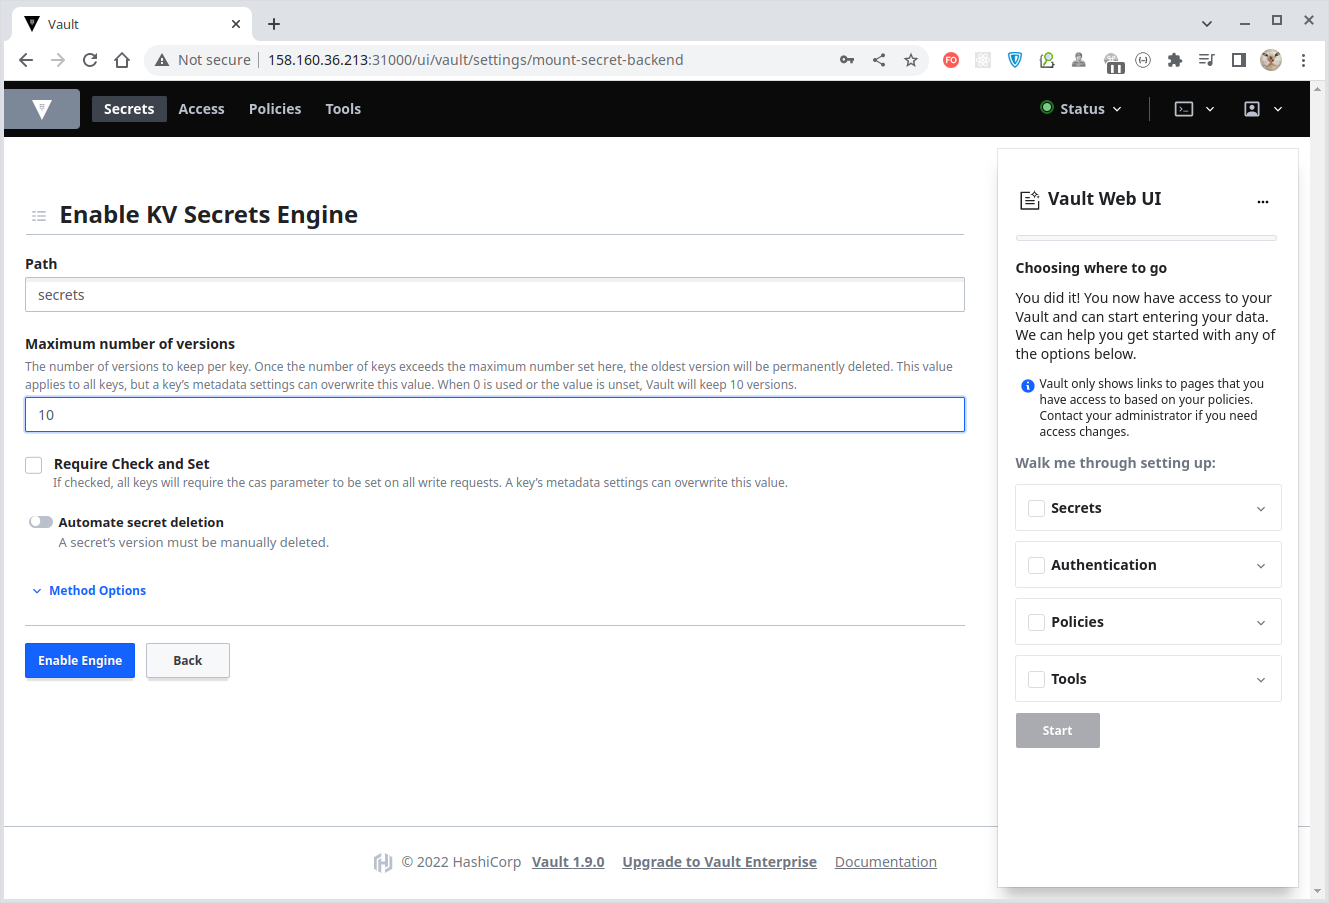 Vault
Not secure 158.160.36.213:31000/ui/vault/settings/mount-secret-backend
FO
Secrets Access Policies Tools Status
Enable KV Secrets Engine
Path
secrets
Maximum number of versions
The number of versions to keep per key. Once the number of keys exceeds the maximum number set here, the oldest version will be permanently deleted. This value
applies to all keys, but a key's metadata settings can overwrite this value. When 0 is used or the value is unset, Vault will keep 10 versions.
10
Require Check and Set
If checked, all keys will require the cas parameter to be set on all write requests. A key's metadata settings can overwrite this value.
Automate secret deletion
A secret's version must be manually deleted.
Method Options
Enable Engine Back
Vault Web UI
Choosing where to go
You did it! You now have access to your
Vault and can start entering your data.
We can help you get started with any of
the options below.
Vault only shows links to pages that you
have access to based on your policies.
Contact your administrator if you need
access changes.
Walk me through setting up:
Secrets
Authentication
Policies
Tools
Start
© 2022 HashiCorp Vault 1.9.0 Upgrade to Vault Enterprise Documentation